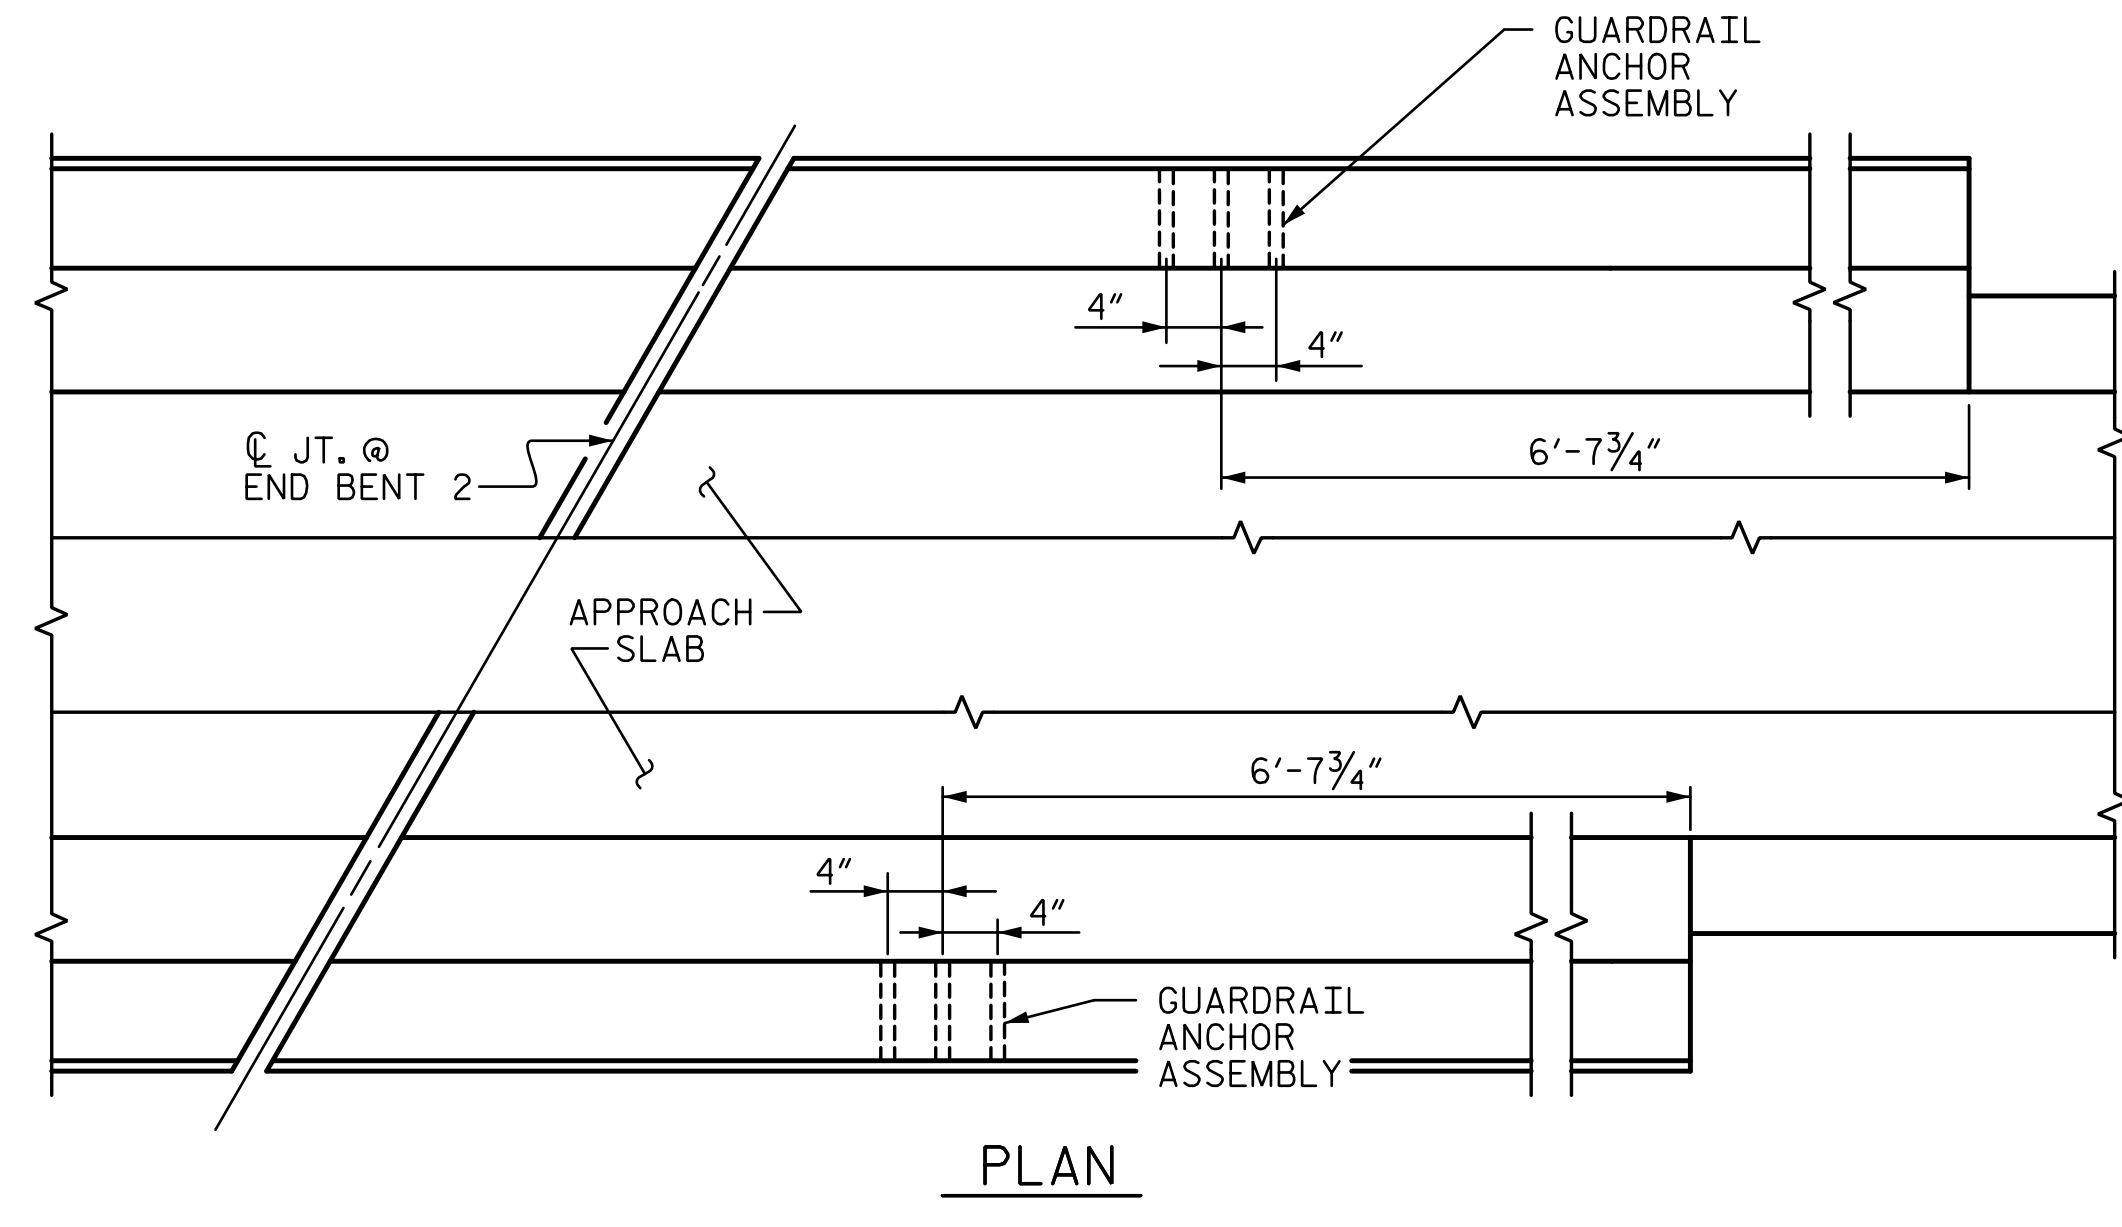 GUARDRAIL
ANCHOR
ASSEMBLY
4"
4"
℄ JT. @
END BENT 2
6'-7¾"
APPROACH
SLAB
6'-7¾"
4"
4"
GUARDRAIL
ANCHOR
ASSEMBLY
PLAN